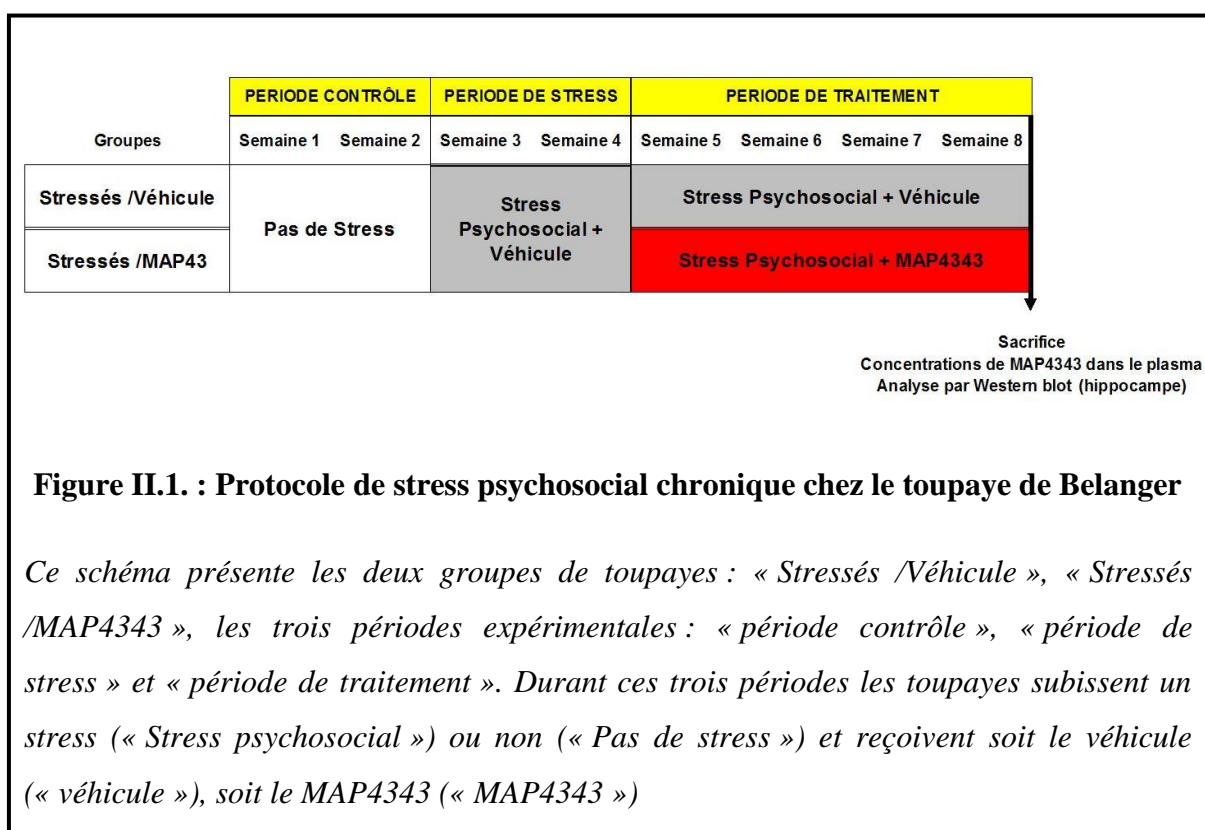 PERIODE CONTRÔLE PERIODE DE STRESS PERIODE DE TRAITEMENT
Groupes Semaine 1 Semaine 2 Semaine 3 Semaine 4 Semaine 5 Semaine 6 Semaine 7 Semaine 8
Stressés /Véhicule
Stressés /MAP43
Pas de Stress
Stress
Psychosocial +
Véhicule
Stress Psychosocial + Véhicule
Stress Psychosocial + MAP4343
Sacrifice
Concentrations de MAP4343 dans le plasma
Analyse par Western blot (hippocampe)
Figure II.1. : Protocole de stress psychosocial chronique chez le toupaye de Belanger
Ce schéma présente les deux groupes de toupayes : « Stressés /Véhicule », « Stressés
/MAP4343 », les trois périodes expérimentales : « période contrôle », « période de
stress » et « période de traitement ». Durant ces trois périodes les toupayes subissent un
stress (« Stress psychosocial ») ou non (« Pas de stress ») et reçoivent soit le véhicule
(« véhicule »), soit le MAP4343 (« MAP4343 »)